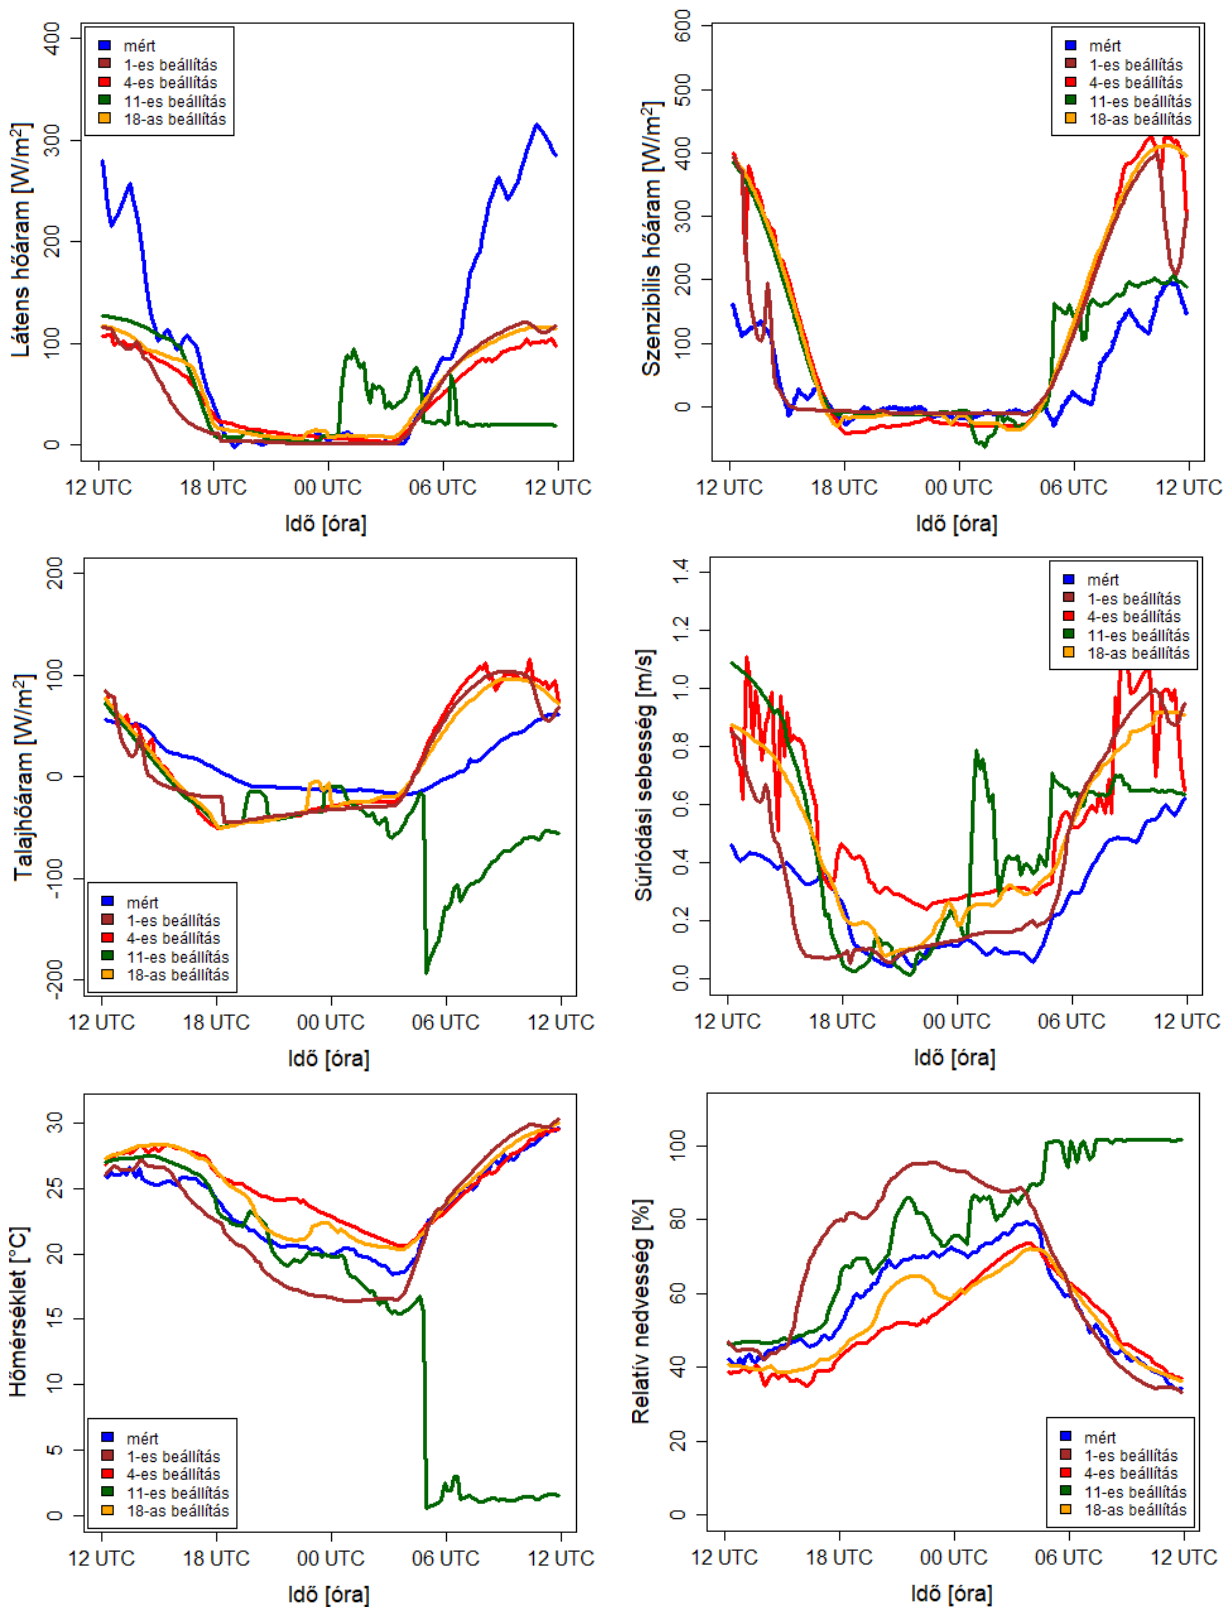 Látens hőáram [W/m²]
400
300
200
100
0
mért
1-es beállítás
4-es beállítás
11-es beállítás
18-as beállítás
12 UTC 18 UTC 00 UTC 06 UTC 12 UTC
Idő [óra]
Szenzibilis hőáram [W/m²]
600
500
400
300
200
100
0
mért
1-es beállítás
4-es beállítás
11-es beállítás
18-as beállítás
12 UTC 18 UTC 00 UTC 06 UTC 12 UTC
Idő [óra]
Talajhőáram [W/m²]
200
100
0
-100
-200
mért
1-es beállítás
4-es beállítás
11-es beállítás
18-as beállítás
12 UTC 18 UTC 00 UTC 06 UTC 12 UTC
Idő [óra]
Súrlódási sebesség [m/s]
1.4
1.2
1.0
0.8
0.6
0.4
0.2
0.0
mért
1-es beállítás
4-es beállítás
11-es beállítás
18-as beállítás
12 UTC 18 UTC 00 UTC 06 UTC 12 UTC
Idő [óra]
Hőmérséklet [°C]
30
25
20
15
10
5
0
mért
1-es beállítás
4-es beállítás
11-es beállítás
18-as beállítás
12 UTC 18 UTC 00 UTC 06 UTC 12 UTC
Idő [óra]
Relatív nedvesség [%]
100
80
60
40
20
0
mért
1-es beállítás
4-es beállítás
11-es beállítás
18-as beállítás
12 UTC 18 UTC 00 UTC 06 UTC 12 UTC
Idő [óra]